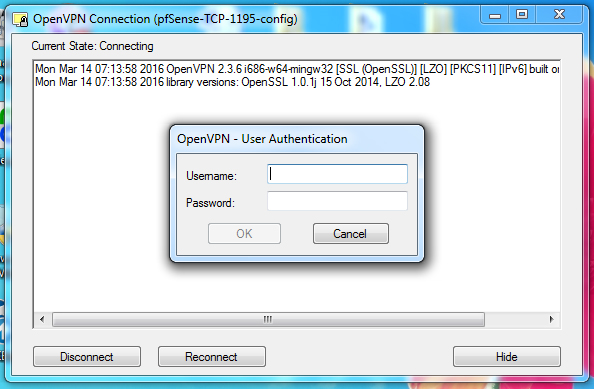 OpenVPN Connection (pfSense-TCP-1195-config)
Current State: Connecting
Mon Mar 14 07:13:58 2016 OpenVPN 2.3.6 i686-w64-mingw32 [SSL (OpenSSL)] [LZO] [PKCS11] [IPv6] built on
Mon Mar 14 07:13:58 2016 library versions: OpenSSL 1.0.1j 15 Oct 2014, LZO 2.08
OpenVPN - User Authentication
Username:
Password:
OK Cancel
Disconnect Reconnect Hide